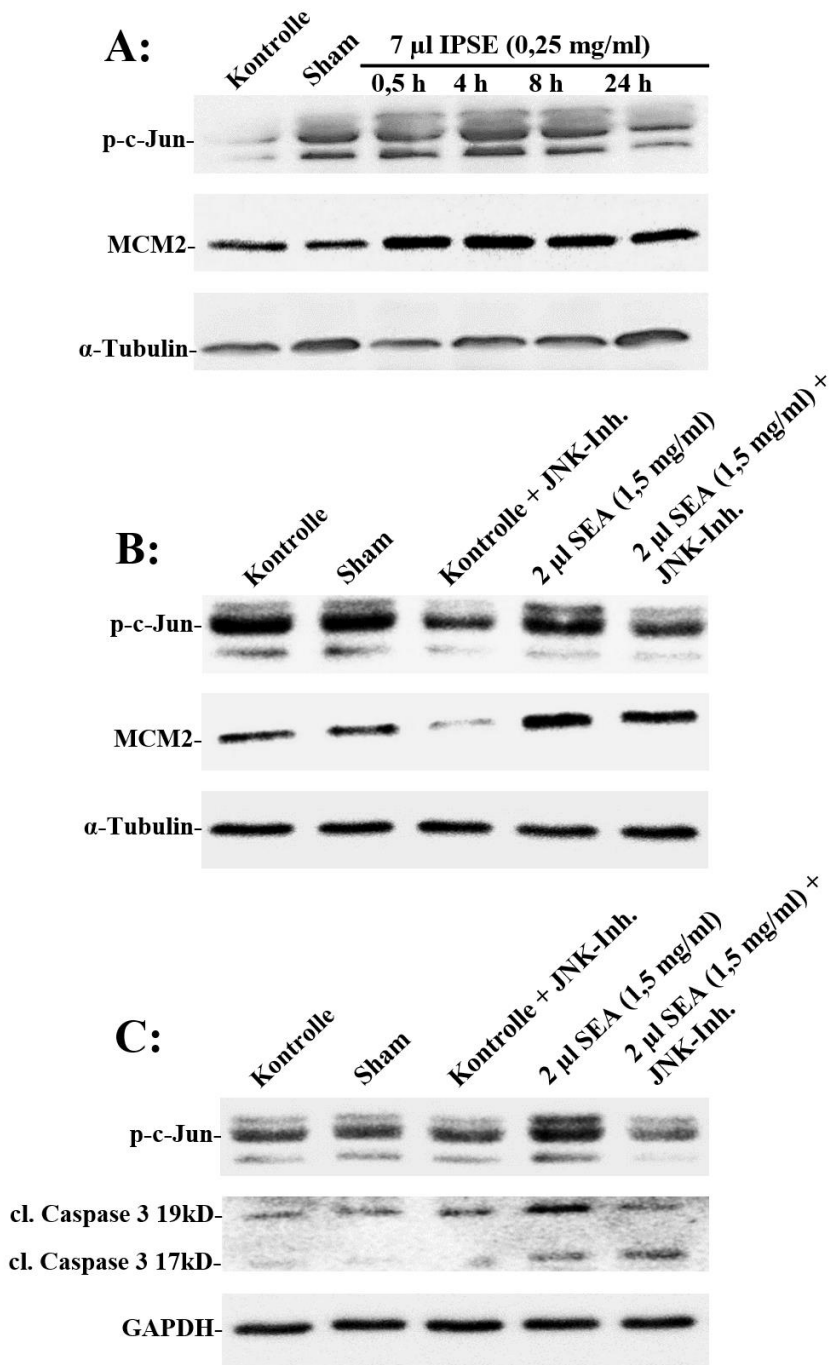 A:
Kontrolle
Sham
7 µl IPSE (0,25 mg/ml)
0,5 h 4 h 8 h 24 h
p-c-Jun-
MCM2-
α-Tubulin-
B:
Kontrolle
Sham
Kontrolle + JNK-Inh.
2 µl SEA (1,5 mg/ml)
2 µl SEA (1,5 mg/ml) +
JNK-Inh.
p-c-Jun-
MCM2-
α-Tubulin-
C:
Kontrolle
Sham
Kontrolle + JNK-Inh.
2 µl SEA (1,5 mg/ml)
2 µl SEA (1,5 mg/ml) +
JNK-Inh.
p-c-Jun-
cl. Caspase 3 19kD-
cl. Caspase 3 17kD-
GAPDH-